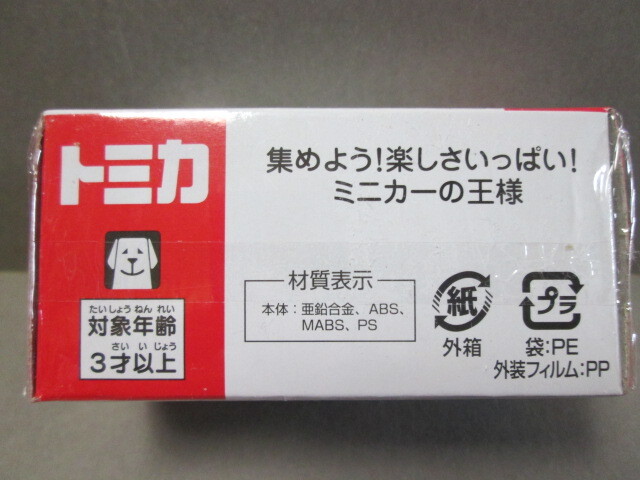 トミカ
集めよう!楽しさいっぱい!
ミニカーの王様
たいしょう ねん れい
対象年齢
さい い じょう
3才以上
材質表示
本体:亜鉛合金、ABS、
MABS、PS
紙
外箱
プラ
袋:PE
外装フィルム:PP